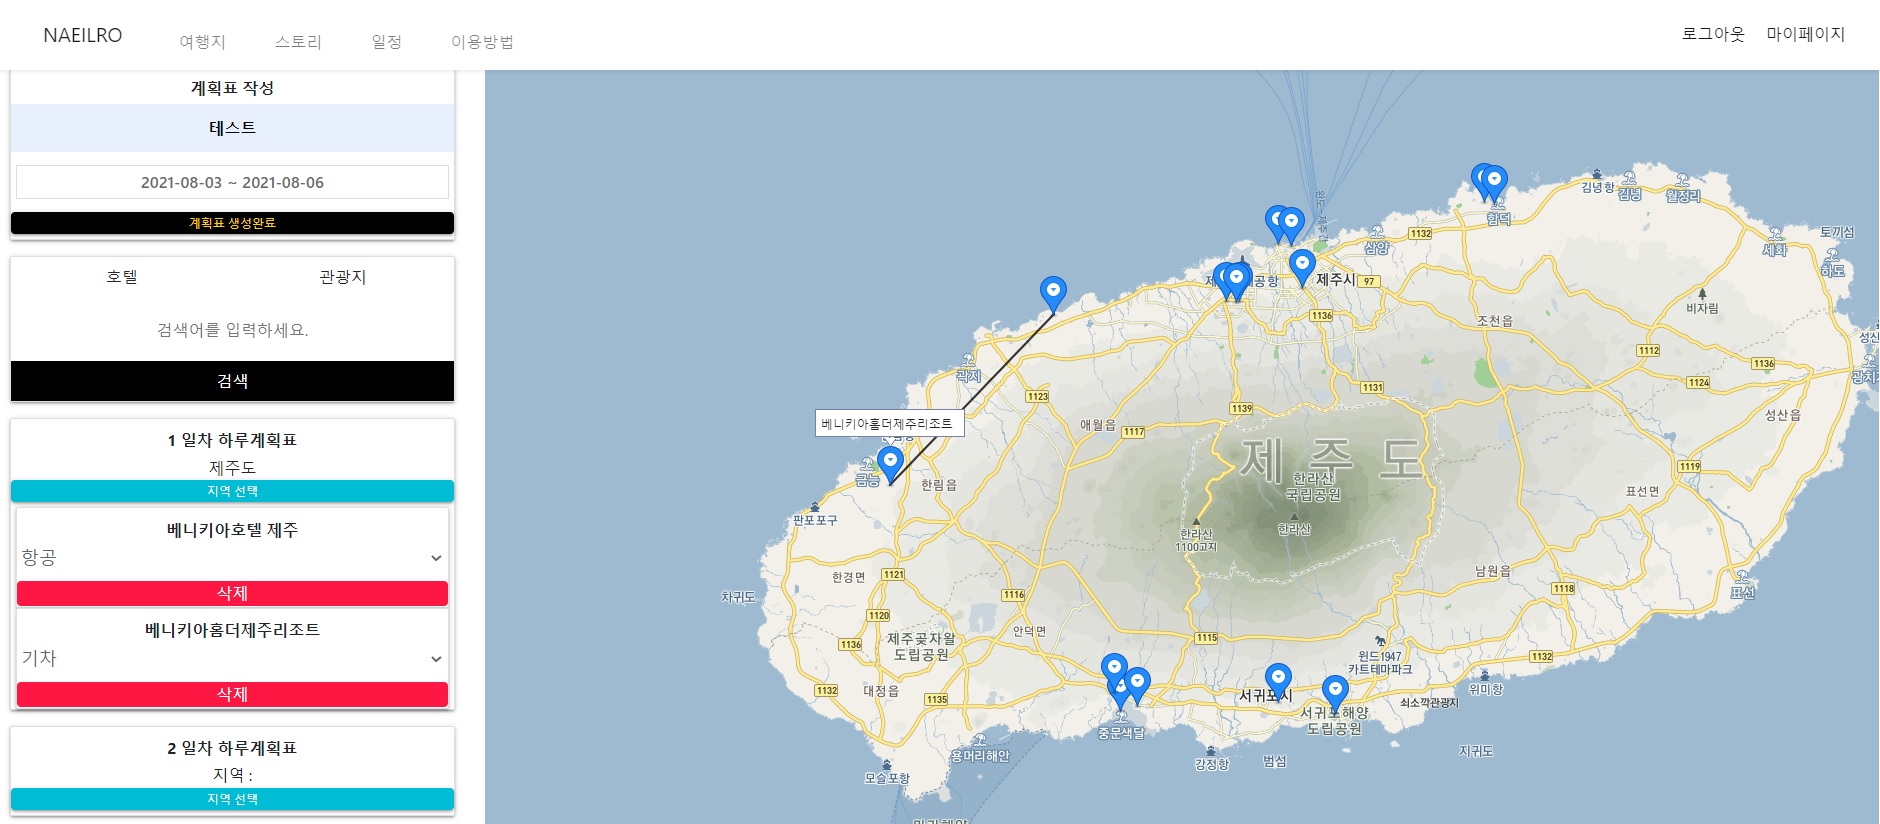 NAEILRO
여행지
스토리
일정
이용방법
로그아웃
마이페이지
계획표 작성
테스트
2021-08-03 ~ 2021-08-06
계획표 생성완료
호텔
관광지
검색어를 입력하세요.
검색
1 일차 하루계획표
제주도
지역 선택
베니키아호텔 제주
항공
삭제
베니키아홈더제주리조트
기차
삭제
2 일차 하루계획표
지역 :
지역 선택
김녕항
김녕
월정리
함덕
1132
삼양
토끼섬
세화
하도
제주시
97
1136
비자림
조천읍
성산
1112
1136
광치기
곽지
1123
1131
1124
1139
성산읍
베니키아홈더제주리조트
애월읍
1117
제주도
한라산
국립공원
1119
금능
한림읍
표선면
판포포구
한라산
1100고지
한라산
한경면
1121
남원읍
1118
표선
차귀도
1116
1120
안덕면
1136
제주곶자왈
도립공원
1115
윈드1947
카트테마파크
1132
1132
대정읍
1135
서귀포시
위미항
쇠소깍관광지
서귀포해양
도립공원
중문색달
용머리해안
강정항
범섬
지귀도
모슬포항
마라해양